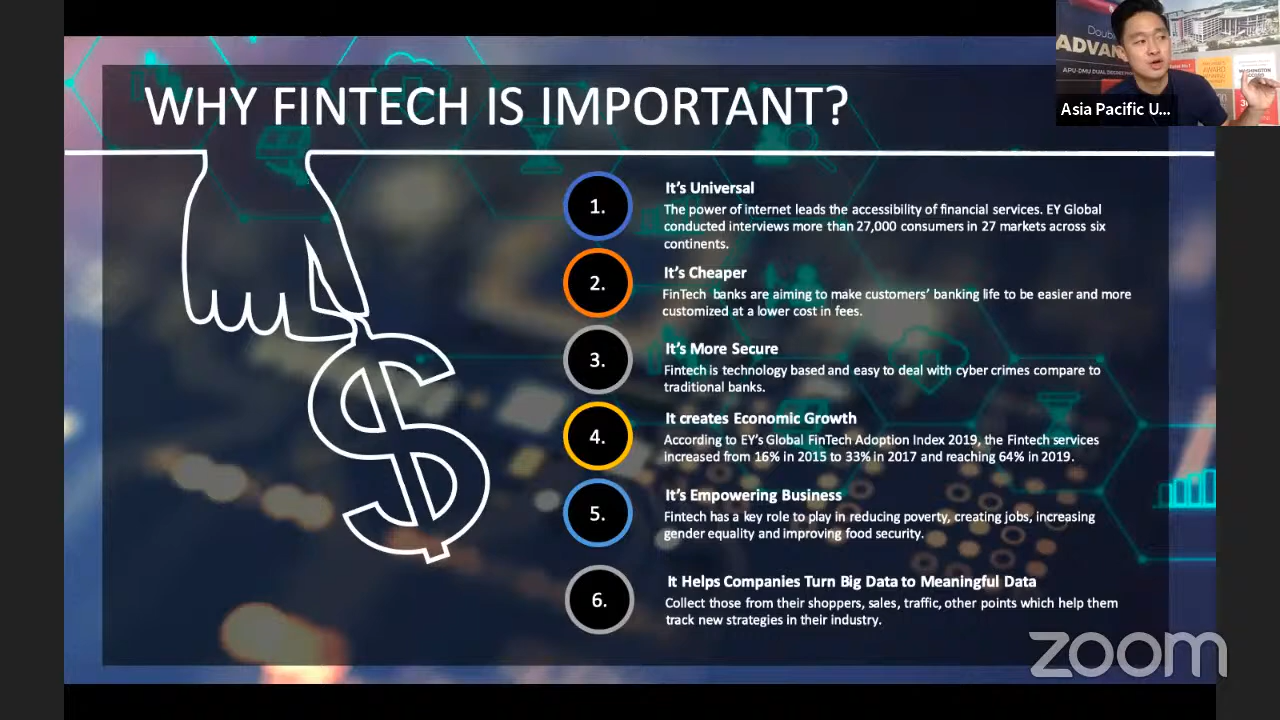 WHY FINTECH IS IMPORTANT?
Asia Pacific U...
ADVAN
APU-DMU DUAL DEGREE
1.
It's Universal
The power of internet leads the accessibility of financial services. EY Global
conducted interviews more than 27,000 consumers in 27 markets across six
continents.
2.
It's Cheaper
FinTech banks are aiming to make customers' banking life to be easier and more
customized at a lower cost in fees.
3.
It's More Secure
Fintech is technology based and easy to deal with cyber crimes compare to
traditional banks.
4.
It creates Economic Growth
According to EY's Global FinTech Adoption Index 2019, the Fintech services
increased from 16% in 2015 to 33% in 2017 and reaching 64% in 2019.
5.
It's Empowering Business
Fintech has a key role to play in reducing poverty, creating jobs, increasing
gender equality and improving food security.
6.
It Helps Companies Turn Big Data to Meaningful Data
Collect those from their shoppers, sales, traffic, other points which help them
track new strategies in their industry.
zoom